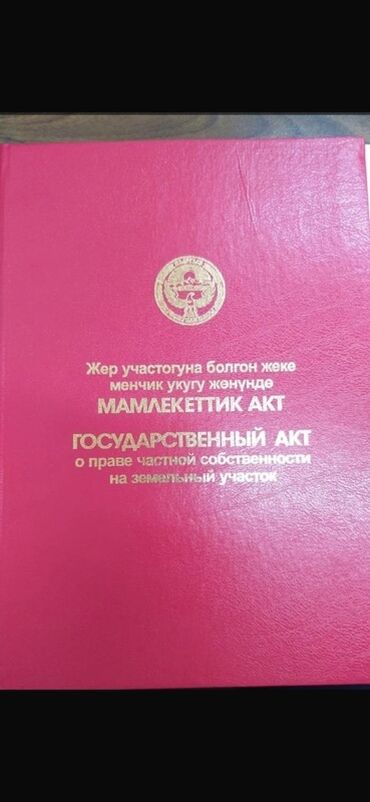 Жер участогуна болгон жеке
менчик укугу жөнүндө
МАМЛЕКЕТТИК АКТ
ГОСУДАРСТВЕННЫЙ АКТ
о праве частной собственности
на земельный участок